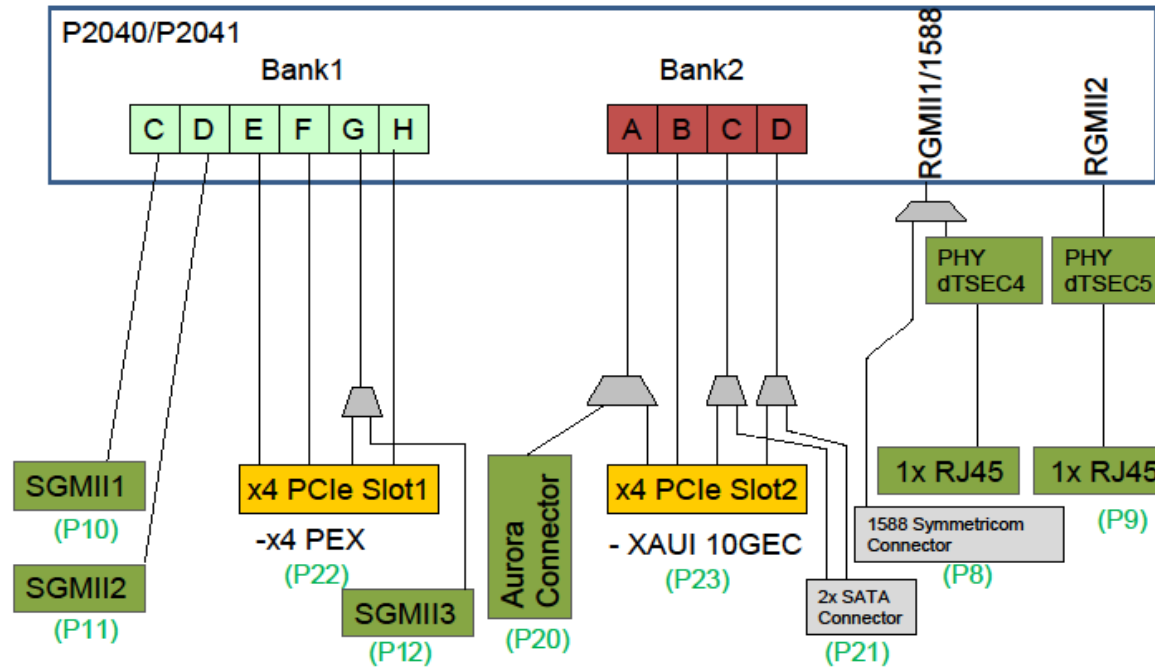 P2040/P2041
Bank1
Bank2
RGMII1/1588
RGMII2
C D E F G H
A B C D
PHY
dTSEC4
PHY
dTSEC5
SGMII1
(P10)
SGMII2
(P11)
x4 PCIe Slot1
-x4 PEX
(P22)
SGMII3
(P12)
Aurora
Connector
(P20)
x4 PCIe Slot2
- XAUI 10GEC
(P23)
2x SATA
Connector
(P21)
1x RJ45
1x RJ45
(P9)
1588 Symmetricom
Connector
(P8)